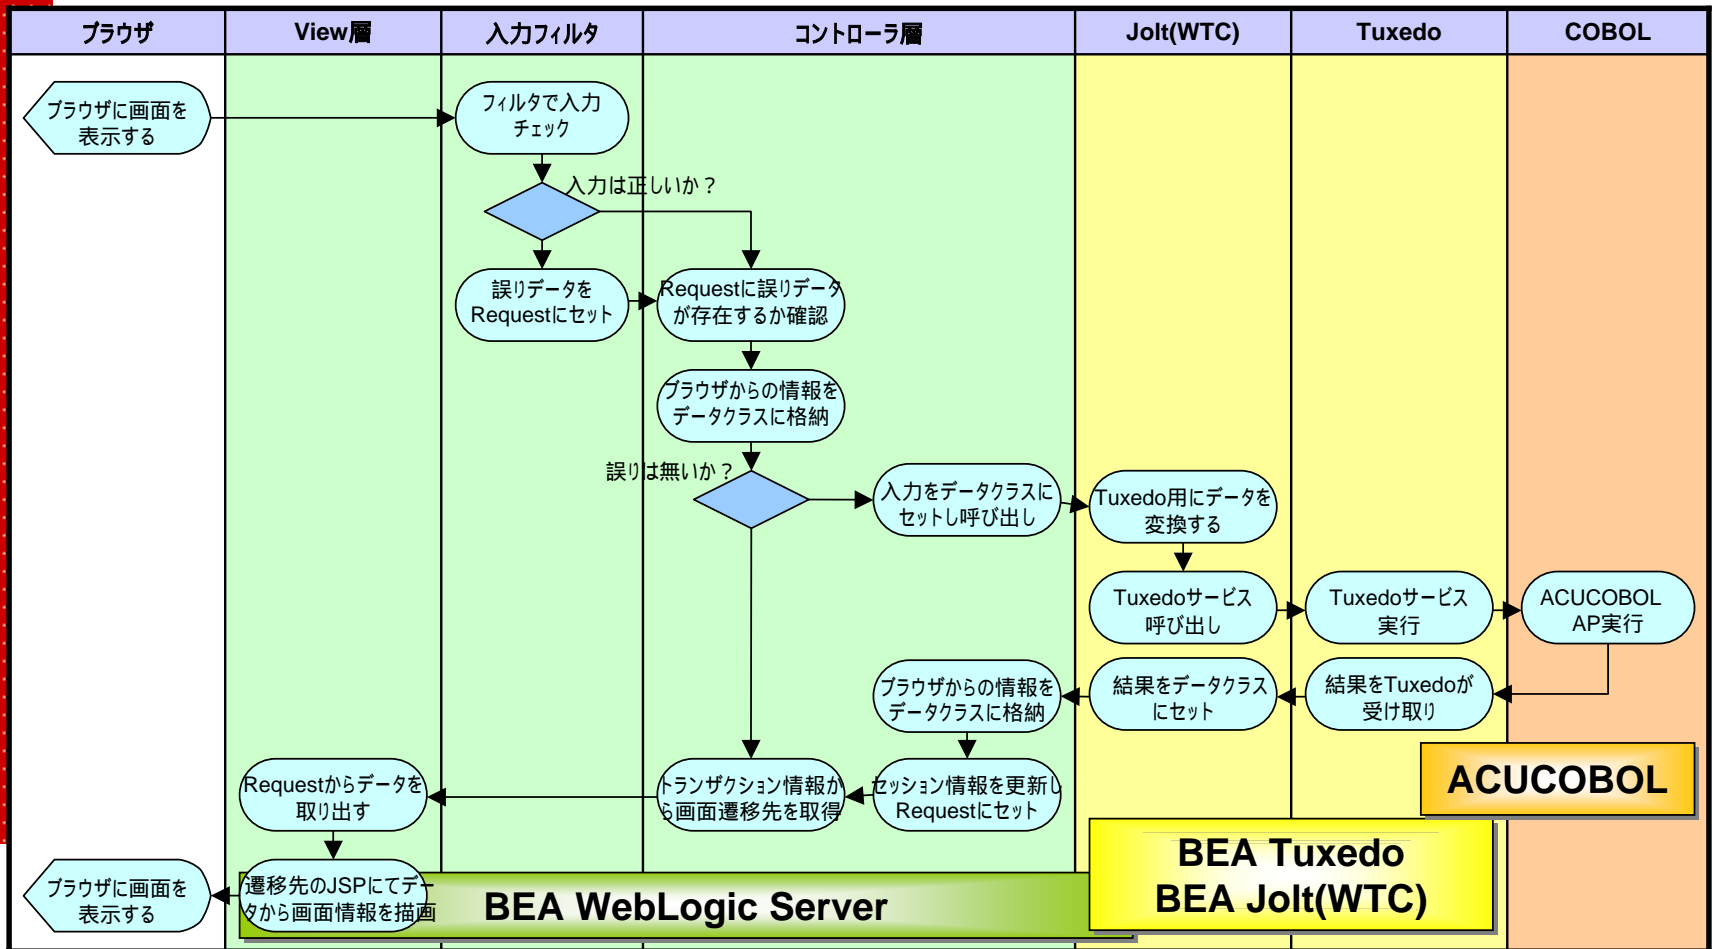 ブラウザ
View層
入力フィルタ
コントローラ層
Jolt(WTC)
Tuxedo
COBOL
ブラウザに画面を
表示する
フィルタで入力
チェック
入力は正しいか？
誤りデータを
Requestにセット
Requestに誤りデータ
が存在するか確認
ブラウザからの情報を
データクラスに格納
誤りは無いか？
入力をデータクラスに
セットし呼び出し
Tuxedo用にデータを
変換する
Tuxedoサービス
呼び出し
Tuxedoサービス
実行
ACUCOBOL
AP実行
ブラウザからの情報を
データクラスに格納
結果をデータクラス
にセット
結果をTuxedoが
受け取り
Requestからデータを
取り出す
トランザクション情報か
ら画面遷移先を取得
セッション情報を更新し
Requestにセット
ACUCOBOL
ブラウザに画面を
表示する
遷移先のJSPにてデー
タから画面情報を描画
BEA WebLogic Server
BEA Tuxedo
BEA Jolt(WTC)